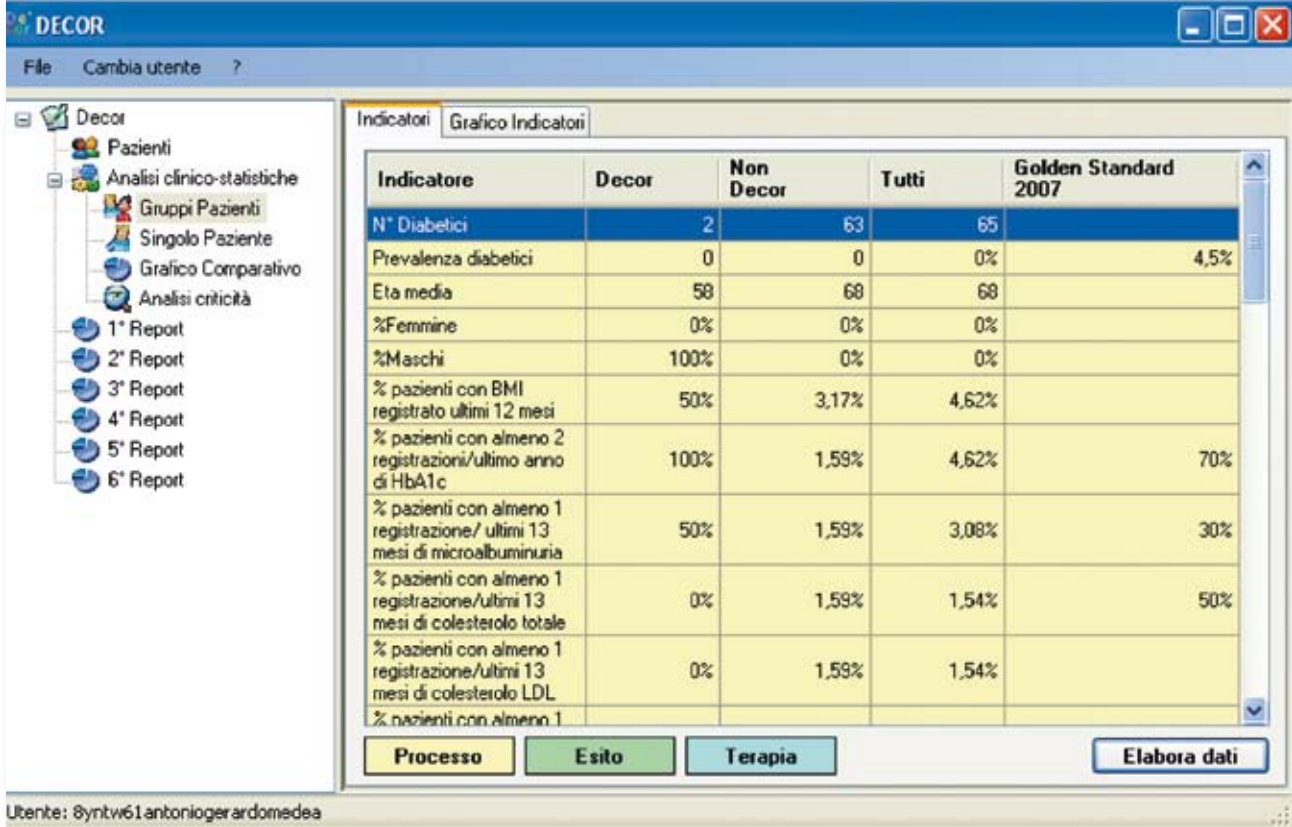 DECOR
File Cambia utente ?
Decor
Pazienti
Analisi clinico-statistiche
Gruppi Pazienti
Singolo Paziente
Grafico Comparativo
Analisi criticità
1° Report
2° Report
3° Report
4° Report
5° Report
6° Report
Indicatori Grafico Indicatori
Indicatore Decor Non Decor Tutti Golden Standard 2007
N° Diabetici 2 63 65
Prevalenza diabetici 0 0 0% 4,5%
Eta media 58 68 68
%Femmine 0% 0% 0%
%Maschi 100% 0% 0%
% pazienti con BMI
registrato ultimi 12 mesi 50% 3,17% 4,62%
% pazienti con almeno 2
registrazioni/ultimo anno 100% 1,59% 4,62% 70%
di HbA1c
% pazienti con almeno 1
registrazione/ ultimi 13 50% 1,59% 3,08% 30%
mesi di microalbuminuria
% pazienti con almeno 1
registrazione/ultimi 13 0% 1,59% 1,54% 50%
mesi di colesterolo totale
% pazienti con almeno 1
registrazione/ultimi 13 0% 1,59% 1,54%
mesi di colesterolo LDL
% pazienti con almeno 1
Processo Esito Terapia Elabora dati
Utente: 8yntw61antoniogerardomedea